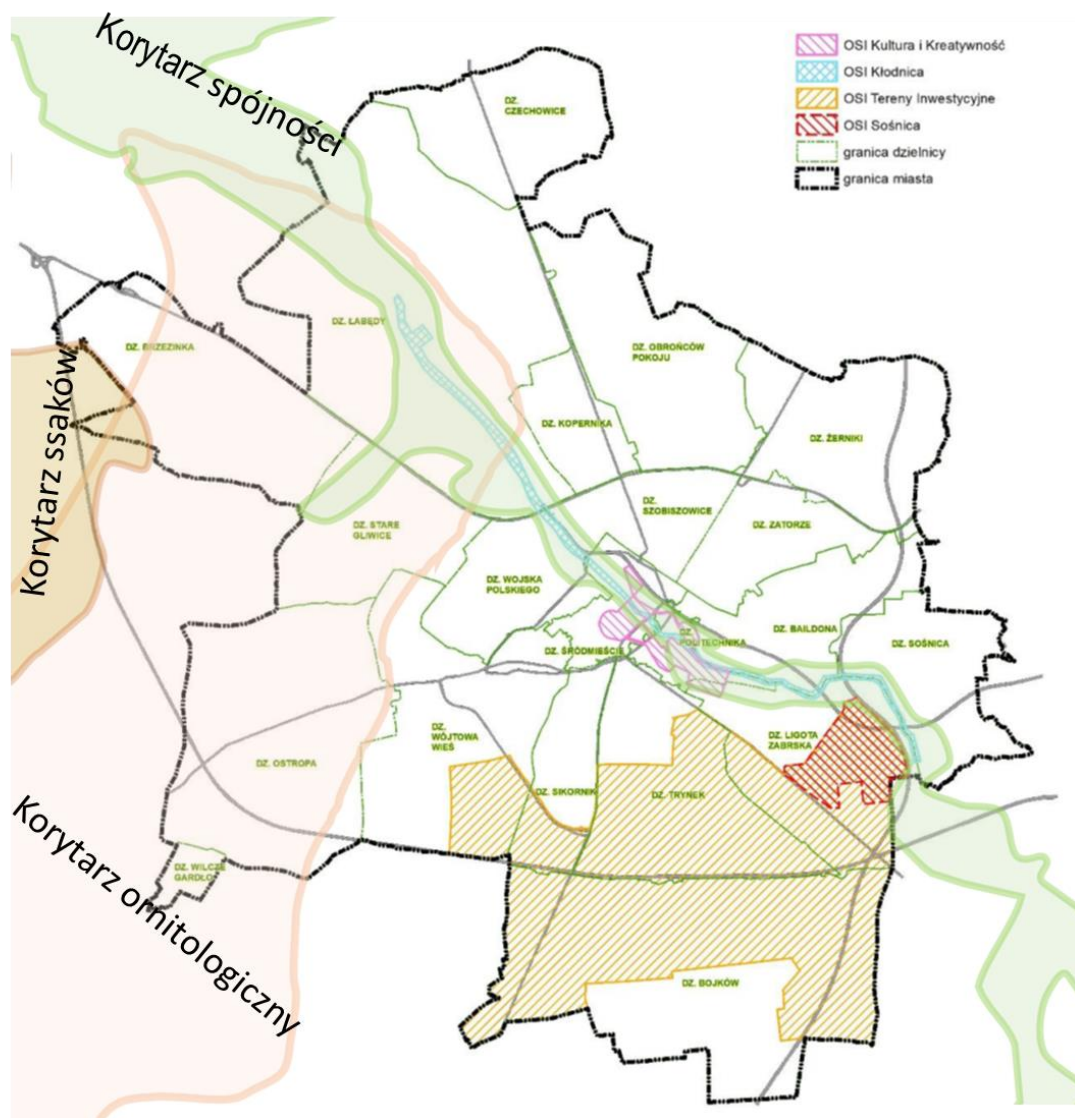 Korytarz spójności
OSI Kultura i Kreatywność
OSI Kłodnica
OSI Tereny Inwestycyjne
OSI Sośnica
granica dzielnicy
granica miasta
DZ.
CZECHOWICE
DZ. ŁABĘDY
DZ. BRZEZINKA
DZ. OBROŃCÓW
POKOJU
Korytarz ssaków
DZ. KOPERNIKA
DZ. ŻERNIKI
DZ.
SZOBISZOWICE
DZ. ZATORZE
DZ. STARE
GLIWICE
DZ. WOJSKA
POLSKIEGO
DZ.
POLITECHNIKA
DZ. BAILDONA
DZ. SOŚNICA
DZ. ŚRÓDMIEŚCIE
DZ.
WÓJTOWA
WIEŚ
DZ. LIGOTA
ZABRSKA
DZ. OSTROPA
DZ. SIKORNIK
DZ. TRYNEK
Korytarz ornitologiczny
DZ. WILCZE
GARDŁO
DZ. BOJKÓW